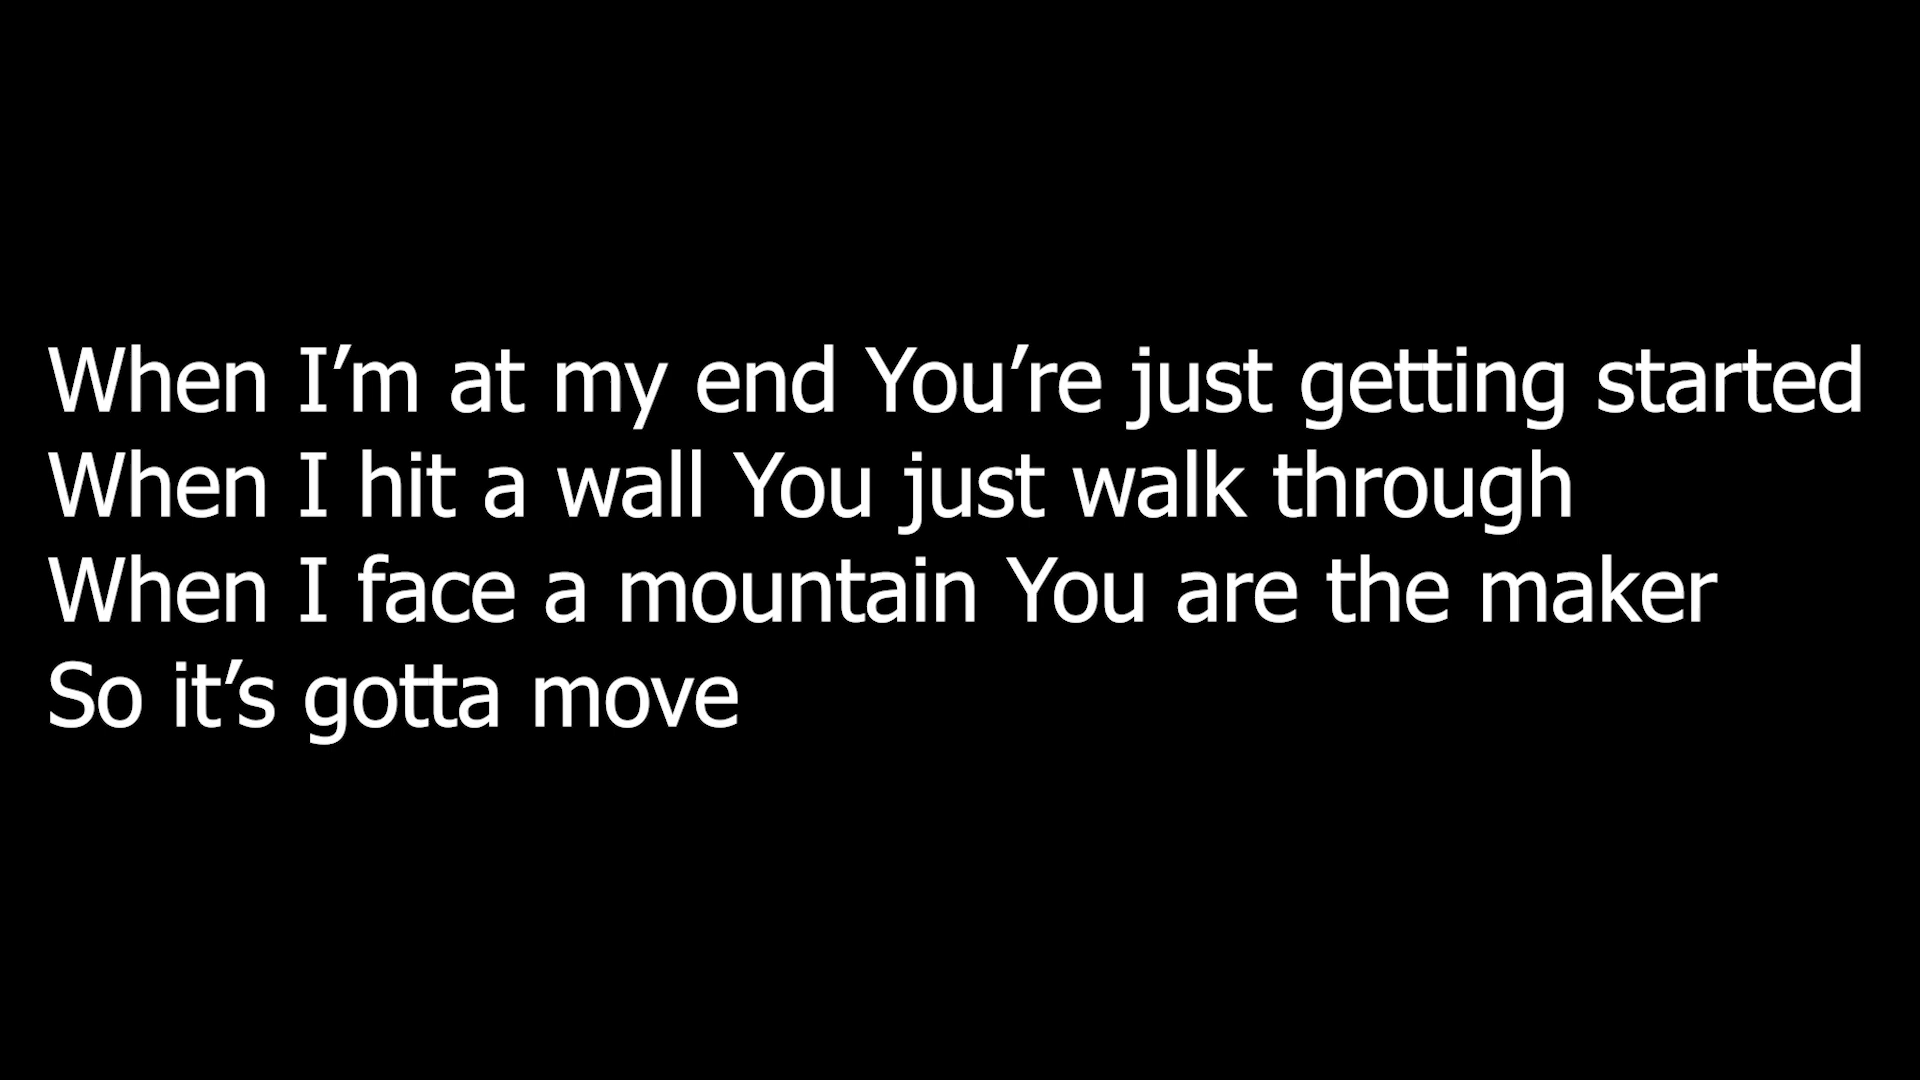 When I’m at my end You’re just getting started
When I hit a wall You just walk through
When I face a mountain You are the maker
So it’s gotta move